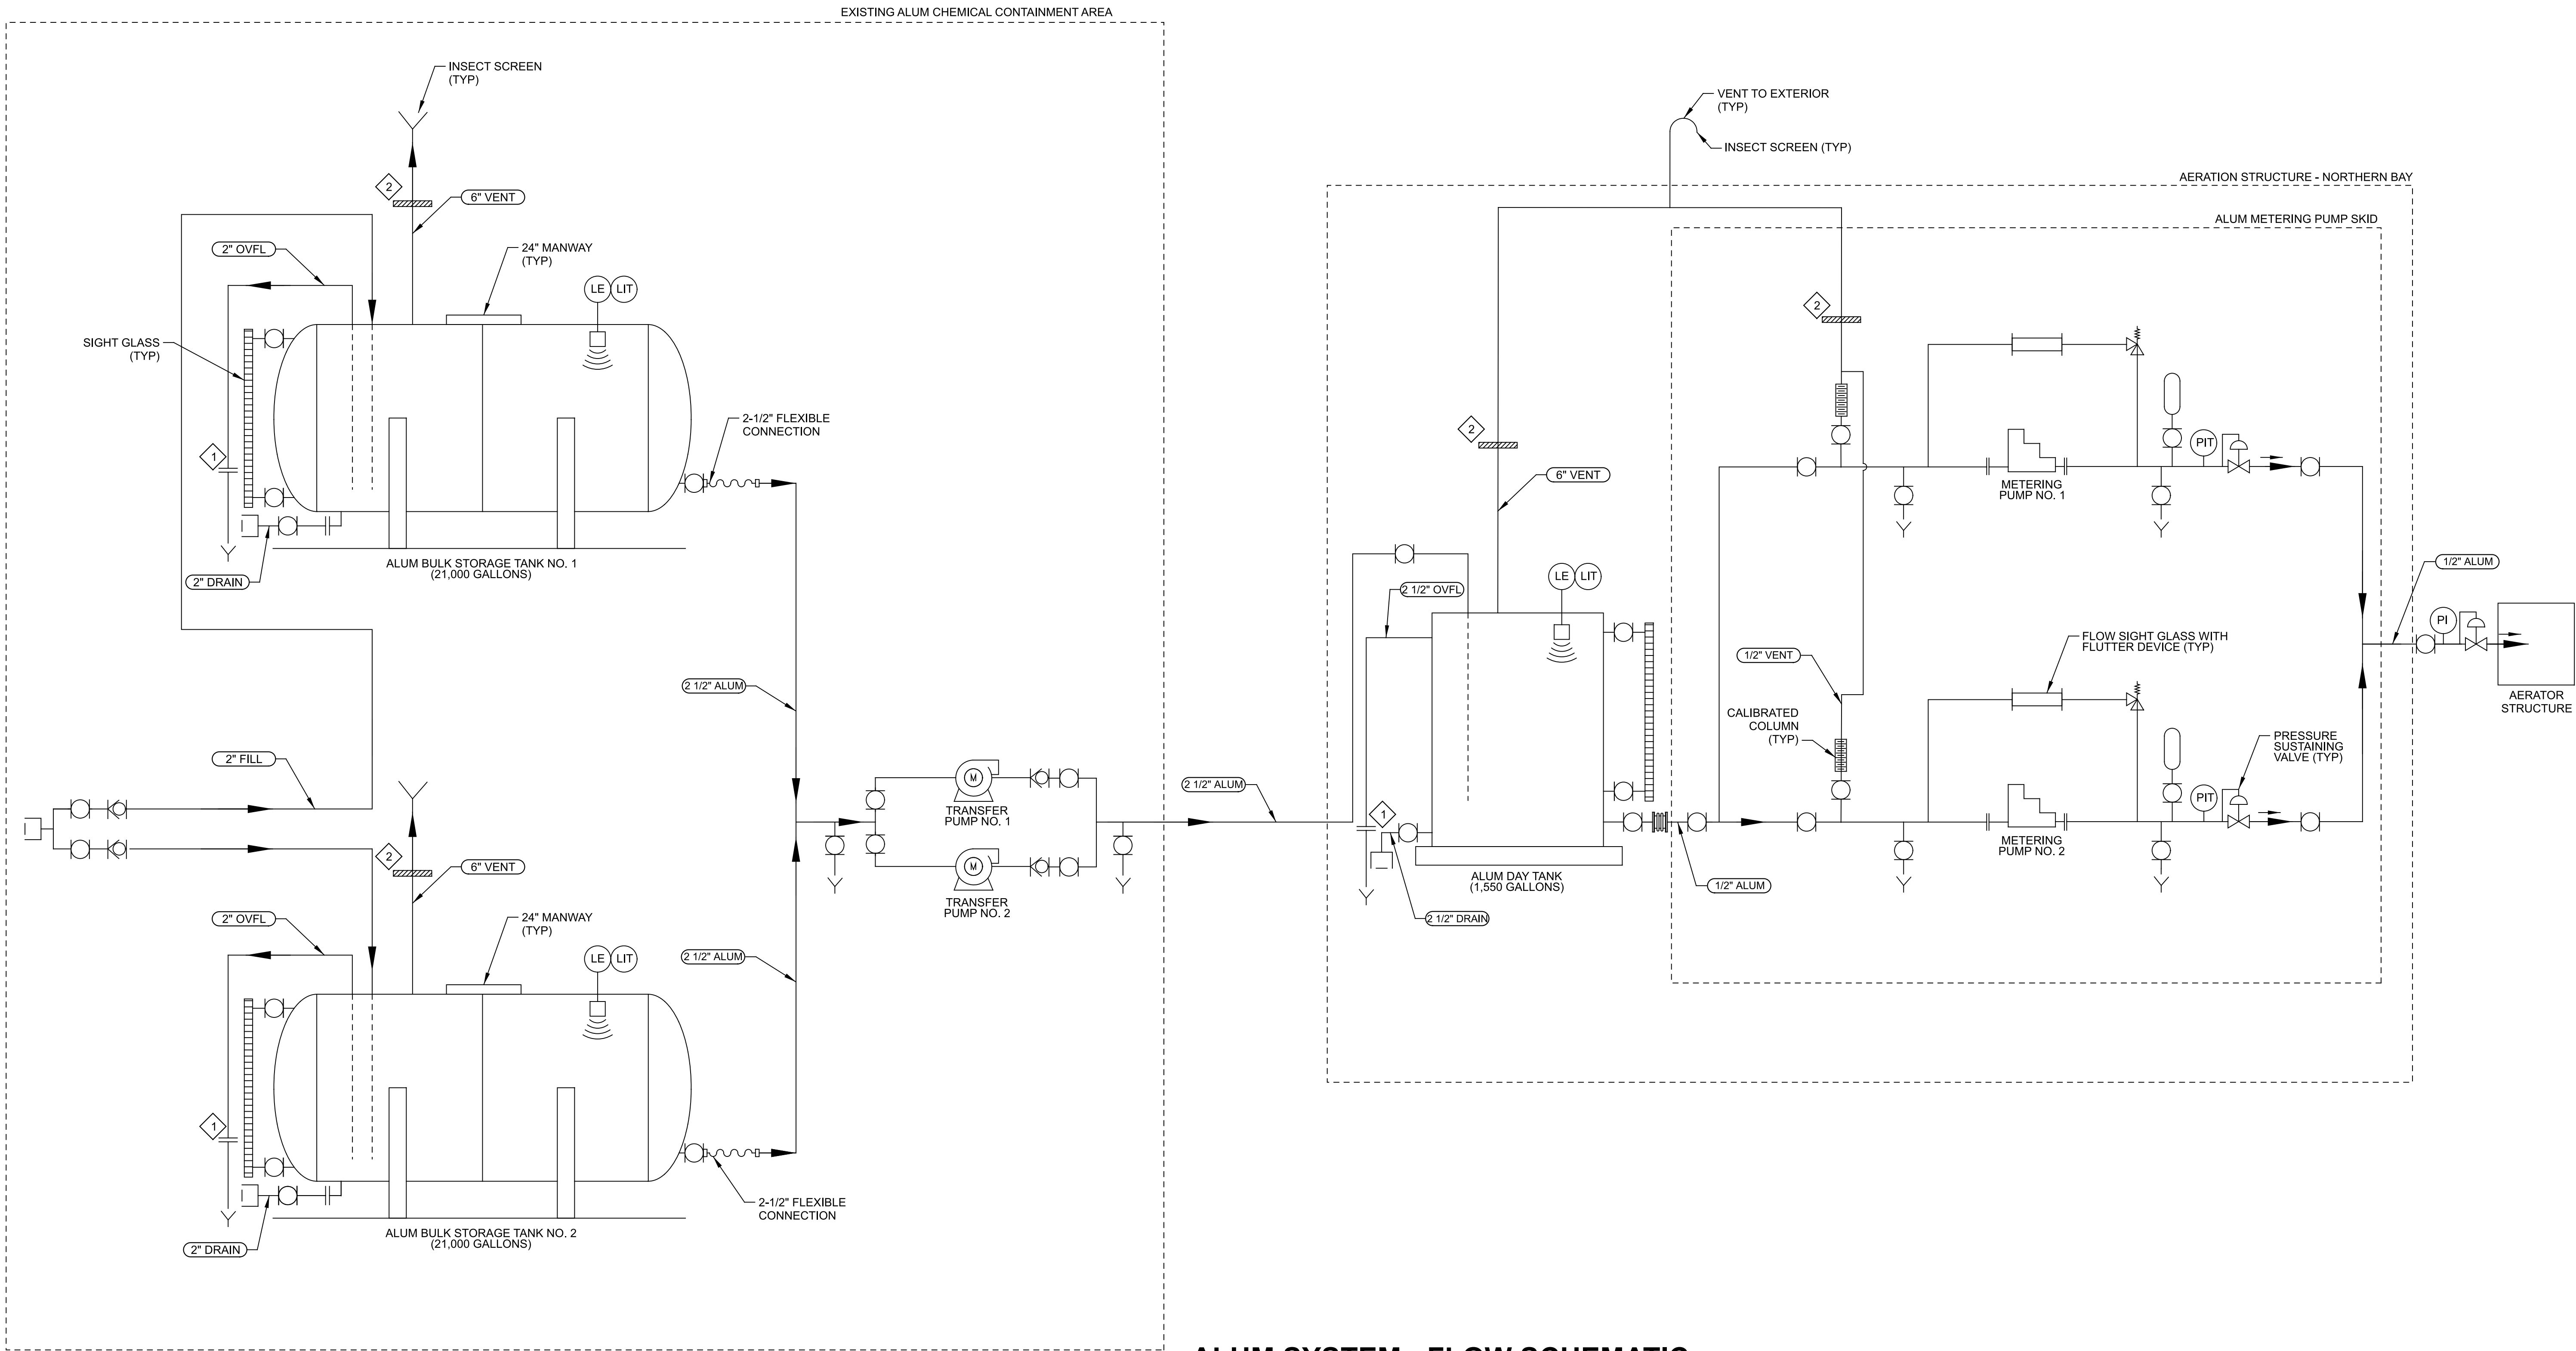 EXISTING ALUM CHEMICAL CONTAINMENT AREA
INSECT SCREEN
(TYP)
2
6" VENT
2" OVFL
24" MANWAY
(TYP)
LE
LIT
SIGHT GLASS
(TYP)
2-1/2" FLEXIBLE
CONNECTION
1
ALUM BULK STORAGE TANK NO. 1
(21,000 GALLONS)
2" DRAIN
2 1/2" ALUM
2" FILL
M
TRANSFER
PUMP NO. 1
M
TRANSFER
PUMP NO. 2
2
6" VENT
2" OVFL
24" MANWAY
(TYP)
2 1/2" ALUM
LE
LIT
1
2-1/2" FLEXIBLE
CONNECTION
ALUM BULK STORAGE TANK NO. 2
(21,000 GALLONS)
2" DRAIN
2 1/2" ALUM
VENT TO EXTERIOR
(TYP)
INSECT SCREEN (TYP)
AERATION STRUCTURE - NORTHERN BAY
ALUM METERING PUMP SKID
2
2
6" VENT
PIT
METERING
PUMP NO. 1
1/2" ALUM
2 1/2" OVFL
LE
LIT
PI
FLOW SIGHT GLASS WITH
FLUTTER DEVICE (TYP)
1/2" VENT
AERATOR
STRUCTURE
CALIBRATED
COLUMN
(TYP)
PRESSURE
SUSTAINING
VALVE (TYP)
PIT
1
METERING
PUMP NO. 2
ALUM DAY TANK
(1,550 GALLONS)
1/2" ALUM
2 1/2" DRAIN
ALUM SYSTEM - FLOW SCHEMATIC